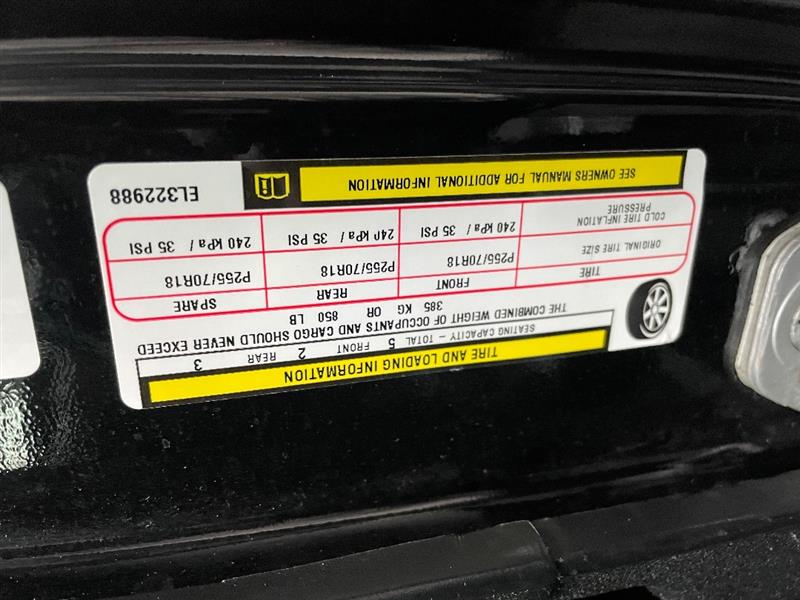 TIRE AND LOADING INFORMATION
SEATING CAPACITY — TOTAL 5 FRONT 2 REAR 3
THE COMBINED WEIGHT OF OCCUPANTS AND CARGO SHOULD NEVER EXCEED
385 KG OR 850 LB
TIRE FRONT REAR SPARE
ORIGINAL TIRE SIZE P255/70R18 P255/70R18 P255/70R18
COLD TIRE INFLATION PRESSURE 240 kPa / 35 PSI 240 kPa / 35 PSI 240 kPa / 35 PSI
SEE OWNERS MANUAL FOR ADDITIONAL INFORMATION
EL322988